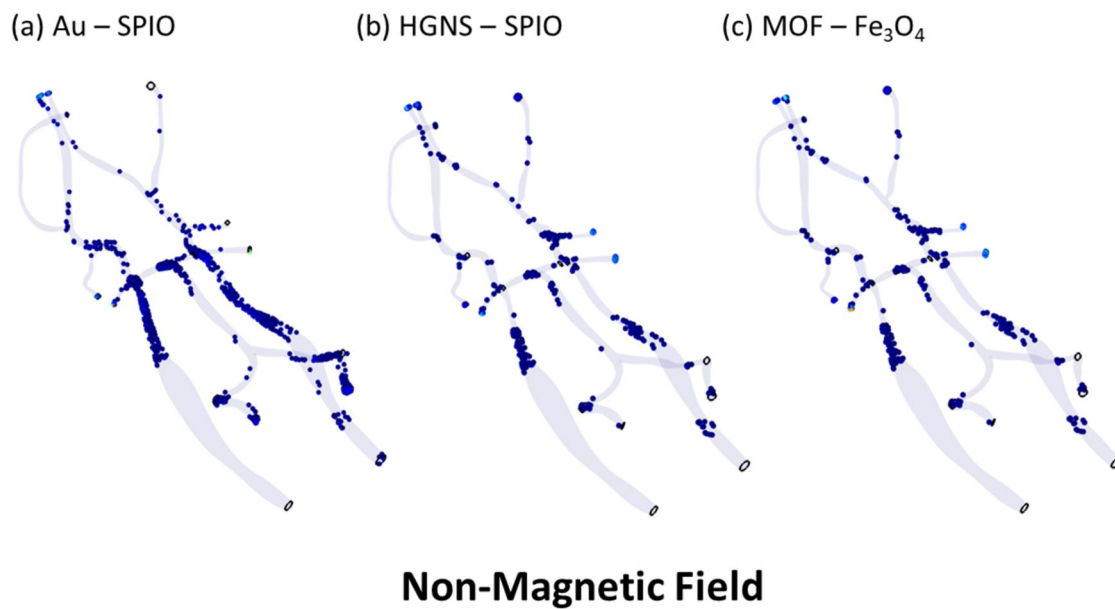 (a) Au – SPIO
(b) HGNS – SPIO
(c) MOF – Fe₃O₄
Non-Magnetic Field